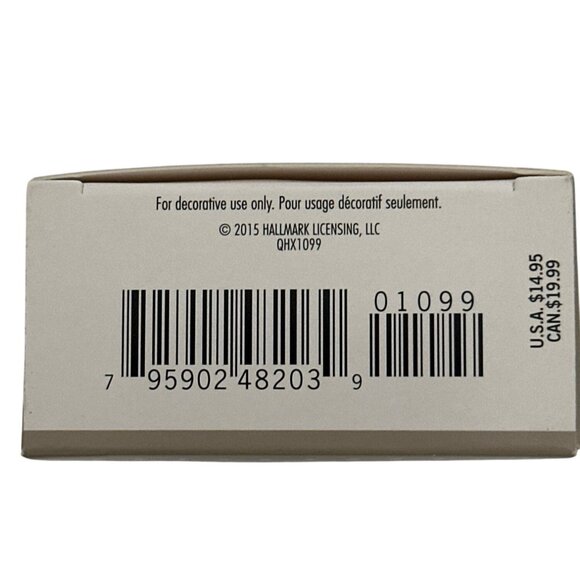 For decorative use only. Pour usage décoratif seulement.
© 2015 HALLMARK LICENSING, LLC
QHX1099
01099
7 95902 48203 9
U.S.A. $14.95
CAN.$19.99